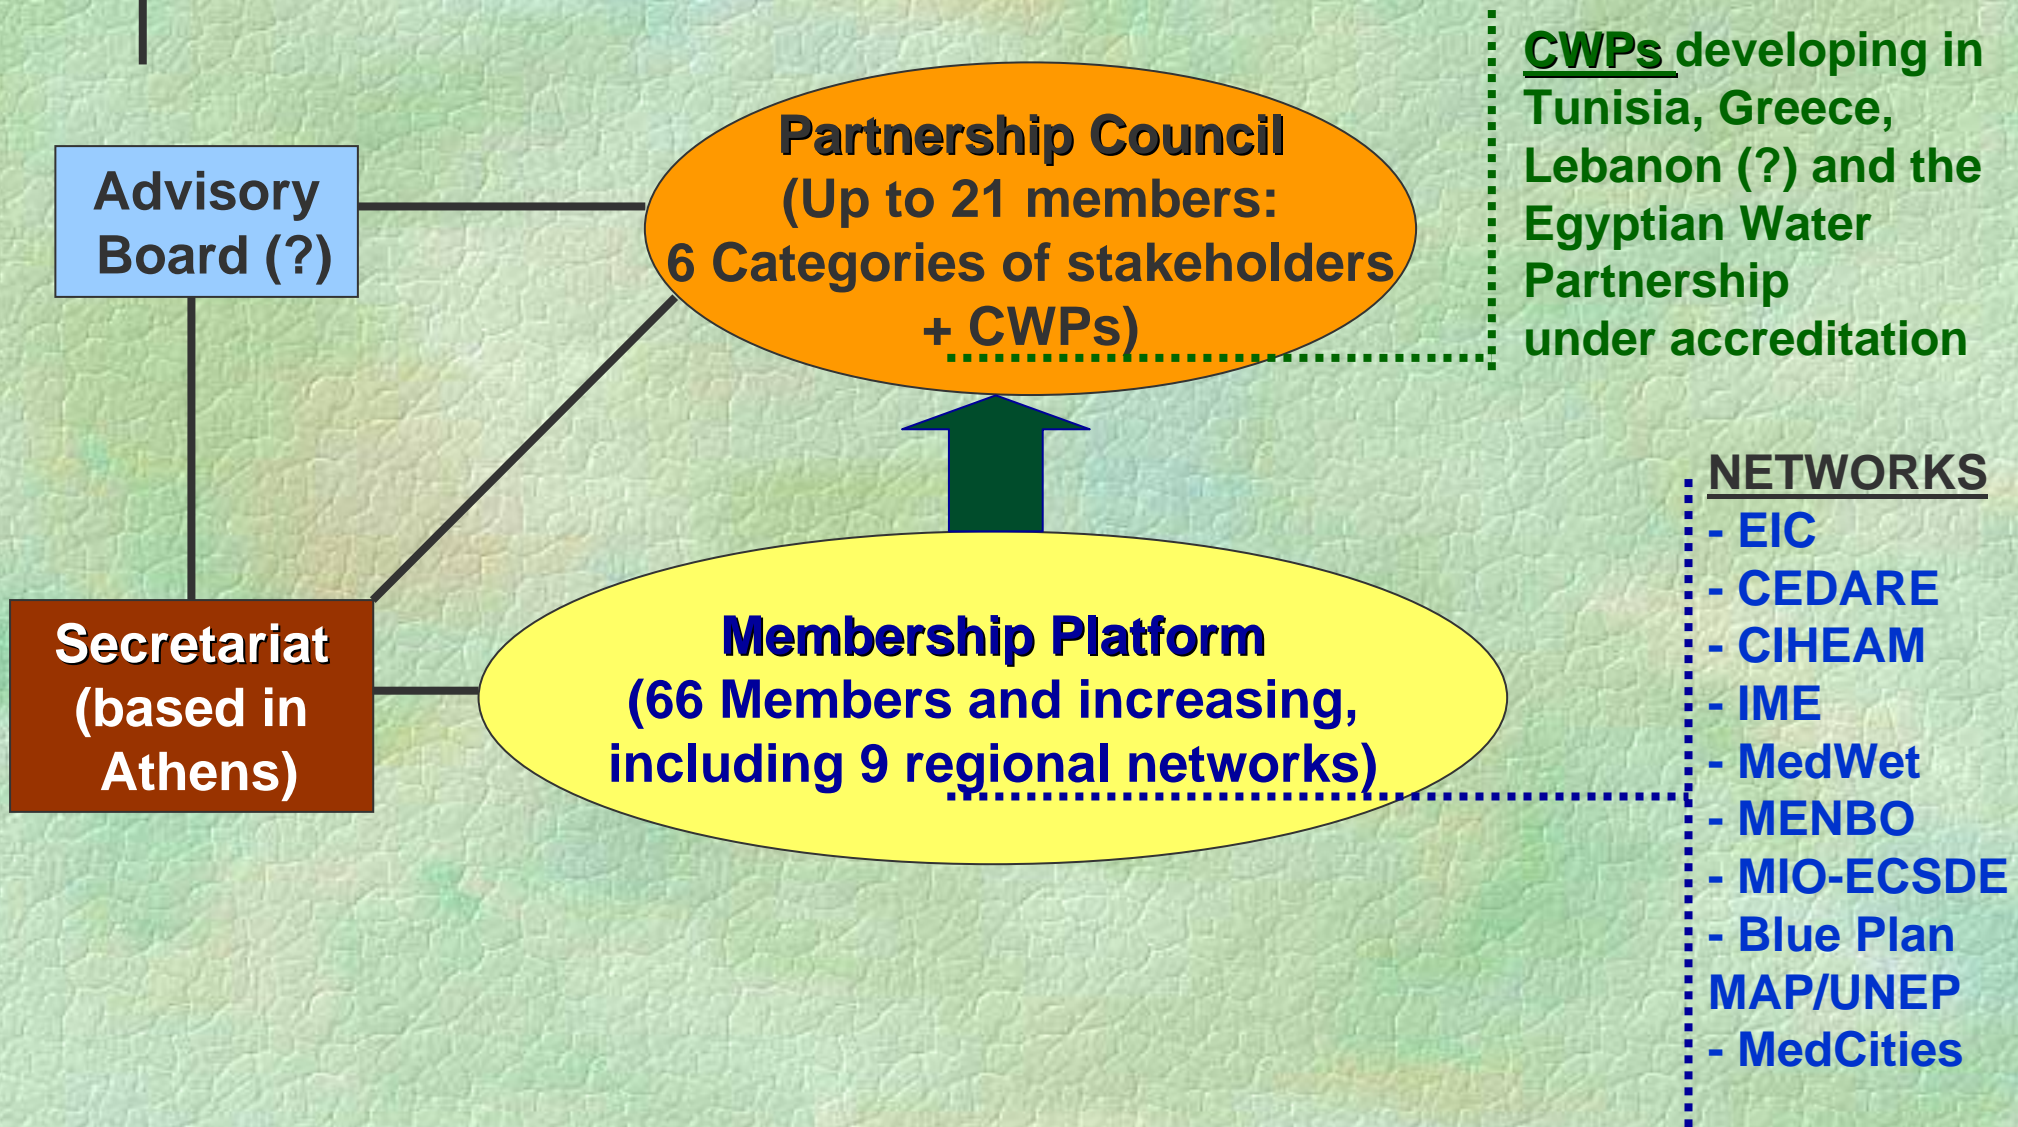 Advisory
Board (?)
Partnership Council
(Up to 21 members:
6 Categories of stakeholders
+ CWPs)
CWPs developing in
Tunisia, Greece,
Lebanon (?) and the
Egyptian Water
Partnership
under accreditation
Secretariat
(based in
Athens)
Membership Platform
(66 Members and increasing,
including 9 regional networks)
NETWORKS
- EIC
- CEDARE
- CIHEAM
- IME
- MedWet
- MENBO
- MIO-ECSDE
- Blue Plan
MAP/UNEP
- MedCities